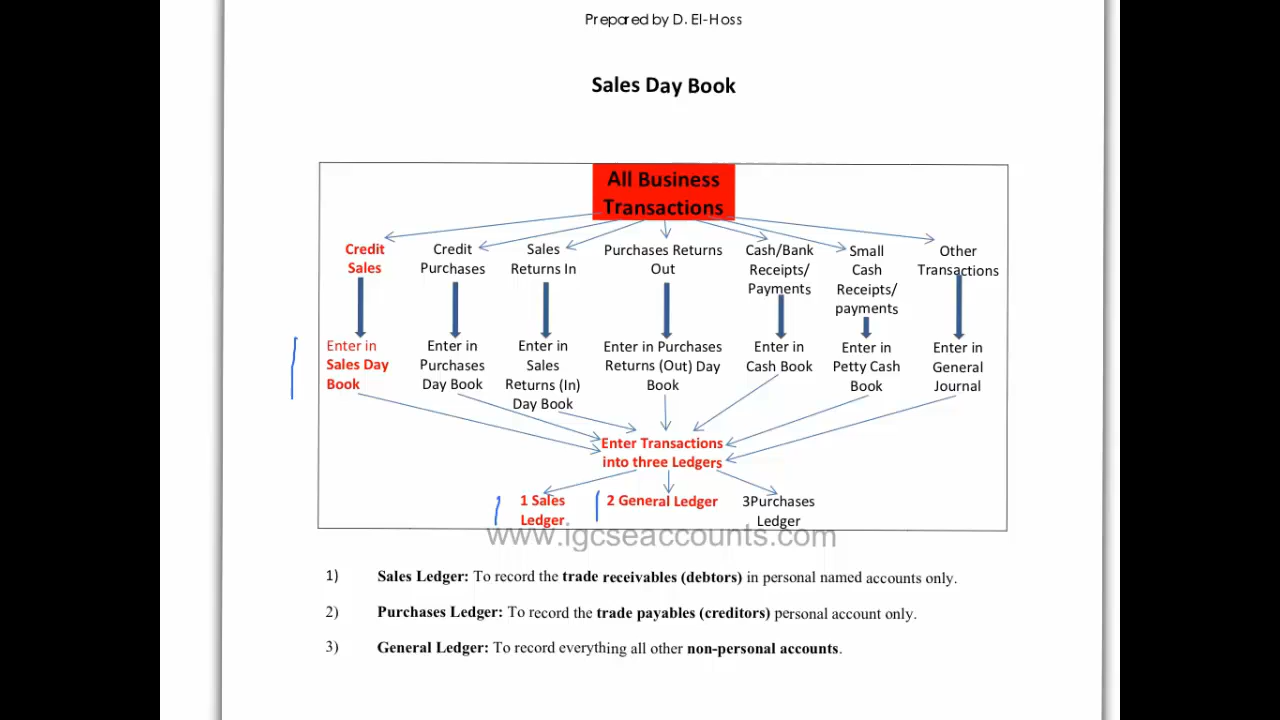 Prepared by D. El-Hoss
Sales Day Book
All Business
Transactions
Credit
Sales
Credit
Purchases
Sales
Returns In
Purchases Returns
Out
Cash/Bank
Receipts/
Payments
Small
Cash
Receipts/
payments
Other
Transactions
Enter in
Sales Day
Book
Enter in
Purchases
Day Book
Enter in
Sales
Returns (In)
Day Book
Enter in Purchases
Returns (Out) Day
Book
Enter in
Cash Book
Enter in
Petty Cash
Book
Enter in
General
Journal
Enter Transactions
into three Ledgers
1 Sales
Ledger.
2 General Ledger
3Purchases
Ledger
www.igcseaccounts.com
1) Sales Ledger: To record the trade receivables (debtors) in personal named accounts only.
2) Purchases Ledger: To record the trade payables (creditors) personal account only.
3) General Ledger: To record everything all other non-personal accounts.